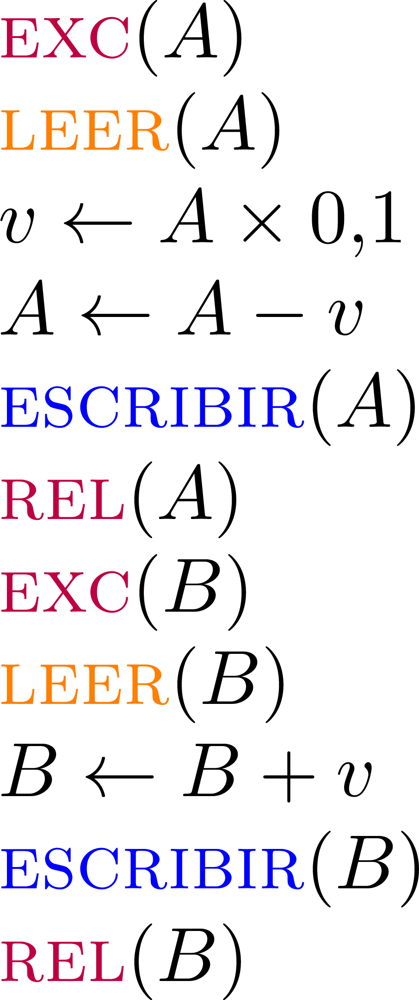 EXC(A)
LEER(A)
v ← A × 0,1
A ← A − v
ESCRIBIR(A)
REL(A)
EXC(B)
LEER(B)
B ← B + v
ESCRIBIR(B)
REL(B)